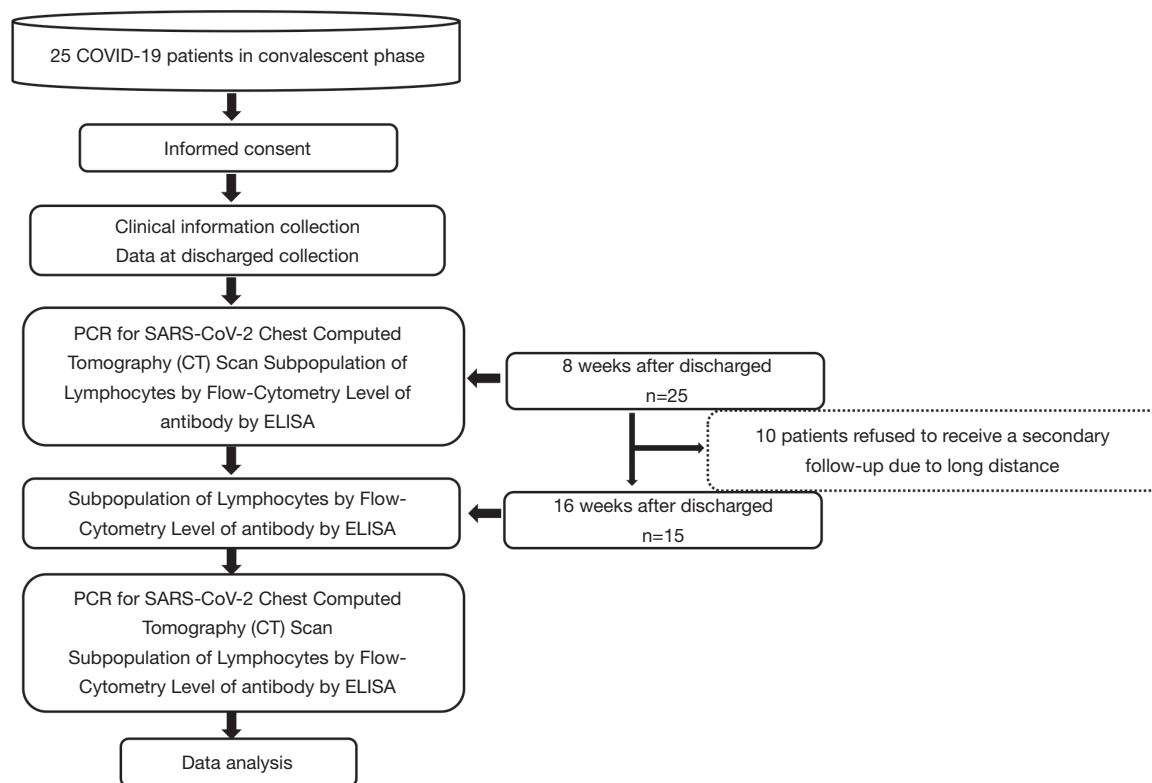 25 COVID-19 patients in convalescent phase
Informed consent
Clinical information collection
Data at discharged collection
PCR for SARS-CoV-2 Chest Computed
Tomography (CT) Scan Subpopulation of
Lymphocytes by Flow-Cytometry Level of
antibody by ELISA
8 weeks after discharged
n=25
10 patients refused to receive a secondary
follow-up due to long distance
Subpopulation of Lymphocytes by Flow-
Cytometry Level of antibody by ELISA
16 weeks after discharged
n=15
PCR for SARS-CoV-2 Chest Computed
Tomography (CT) Scan
Subpopulation of Lymphocytes by Flow-
Cytometry Level of antibody by ELISA
Data analysis